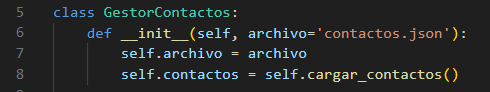 5 class GestorContactos:
6     def __init__(self, archivo='contactos.json'):
7         self.archivo = archivo
8         self.contactos = self.cargar_contactos()